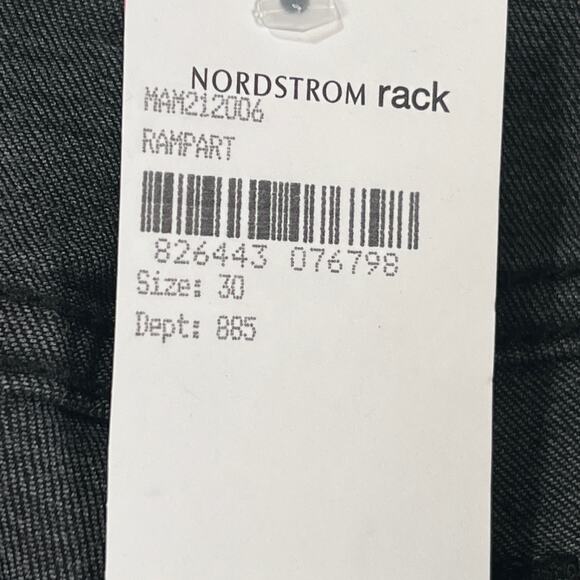 NORDSTROM rack
MAM212006
RAMPART
826443 076798
Size: 30
Dept: 885